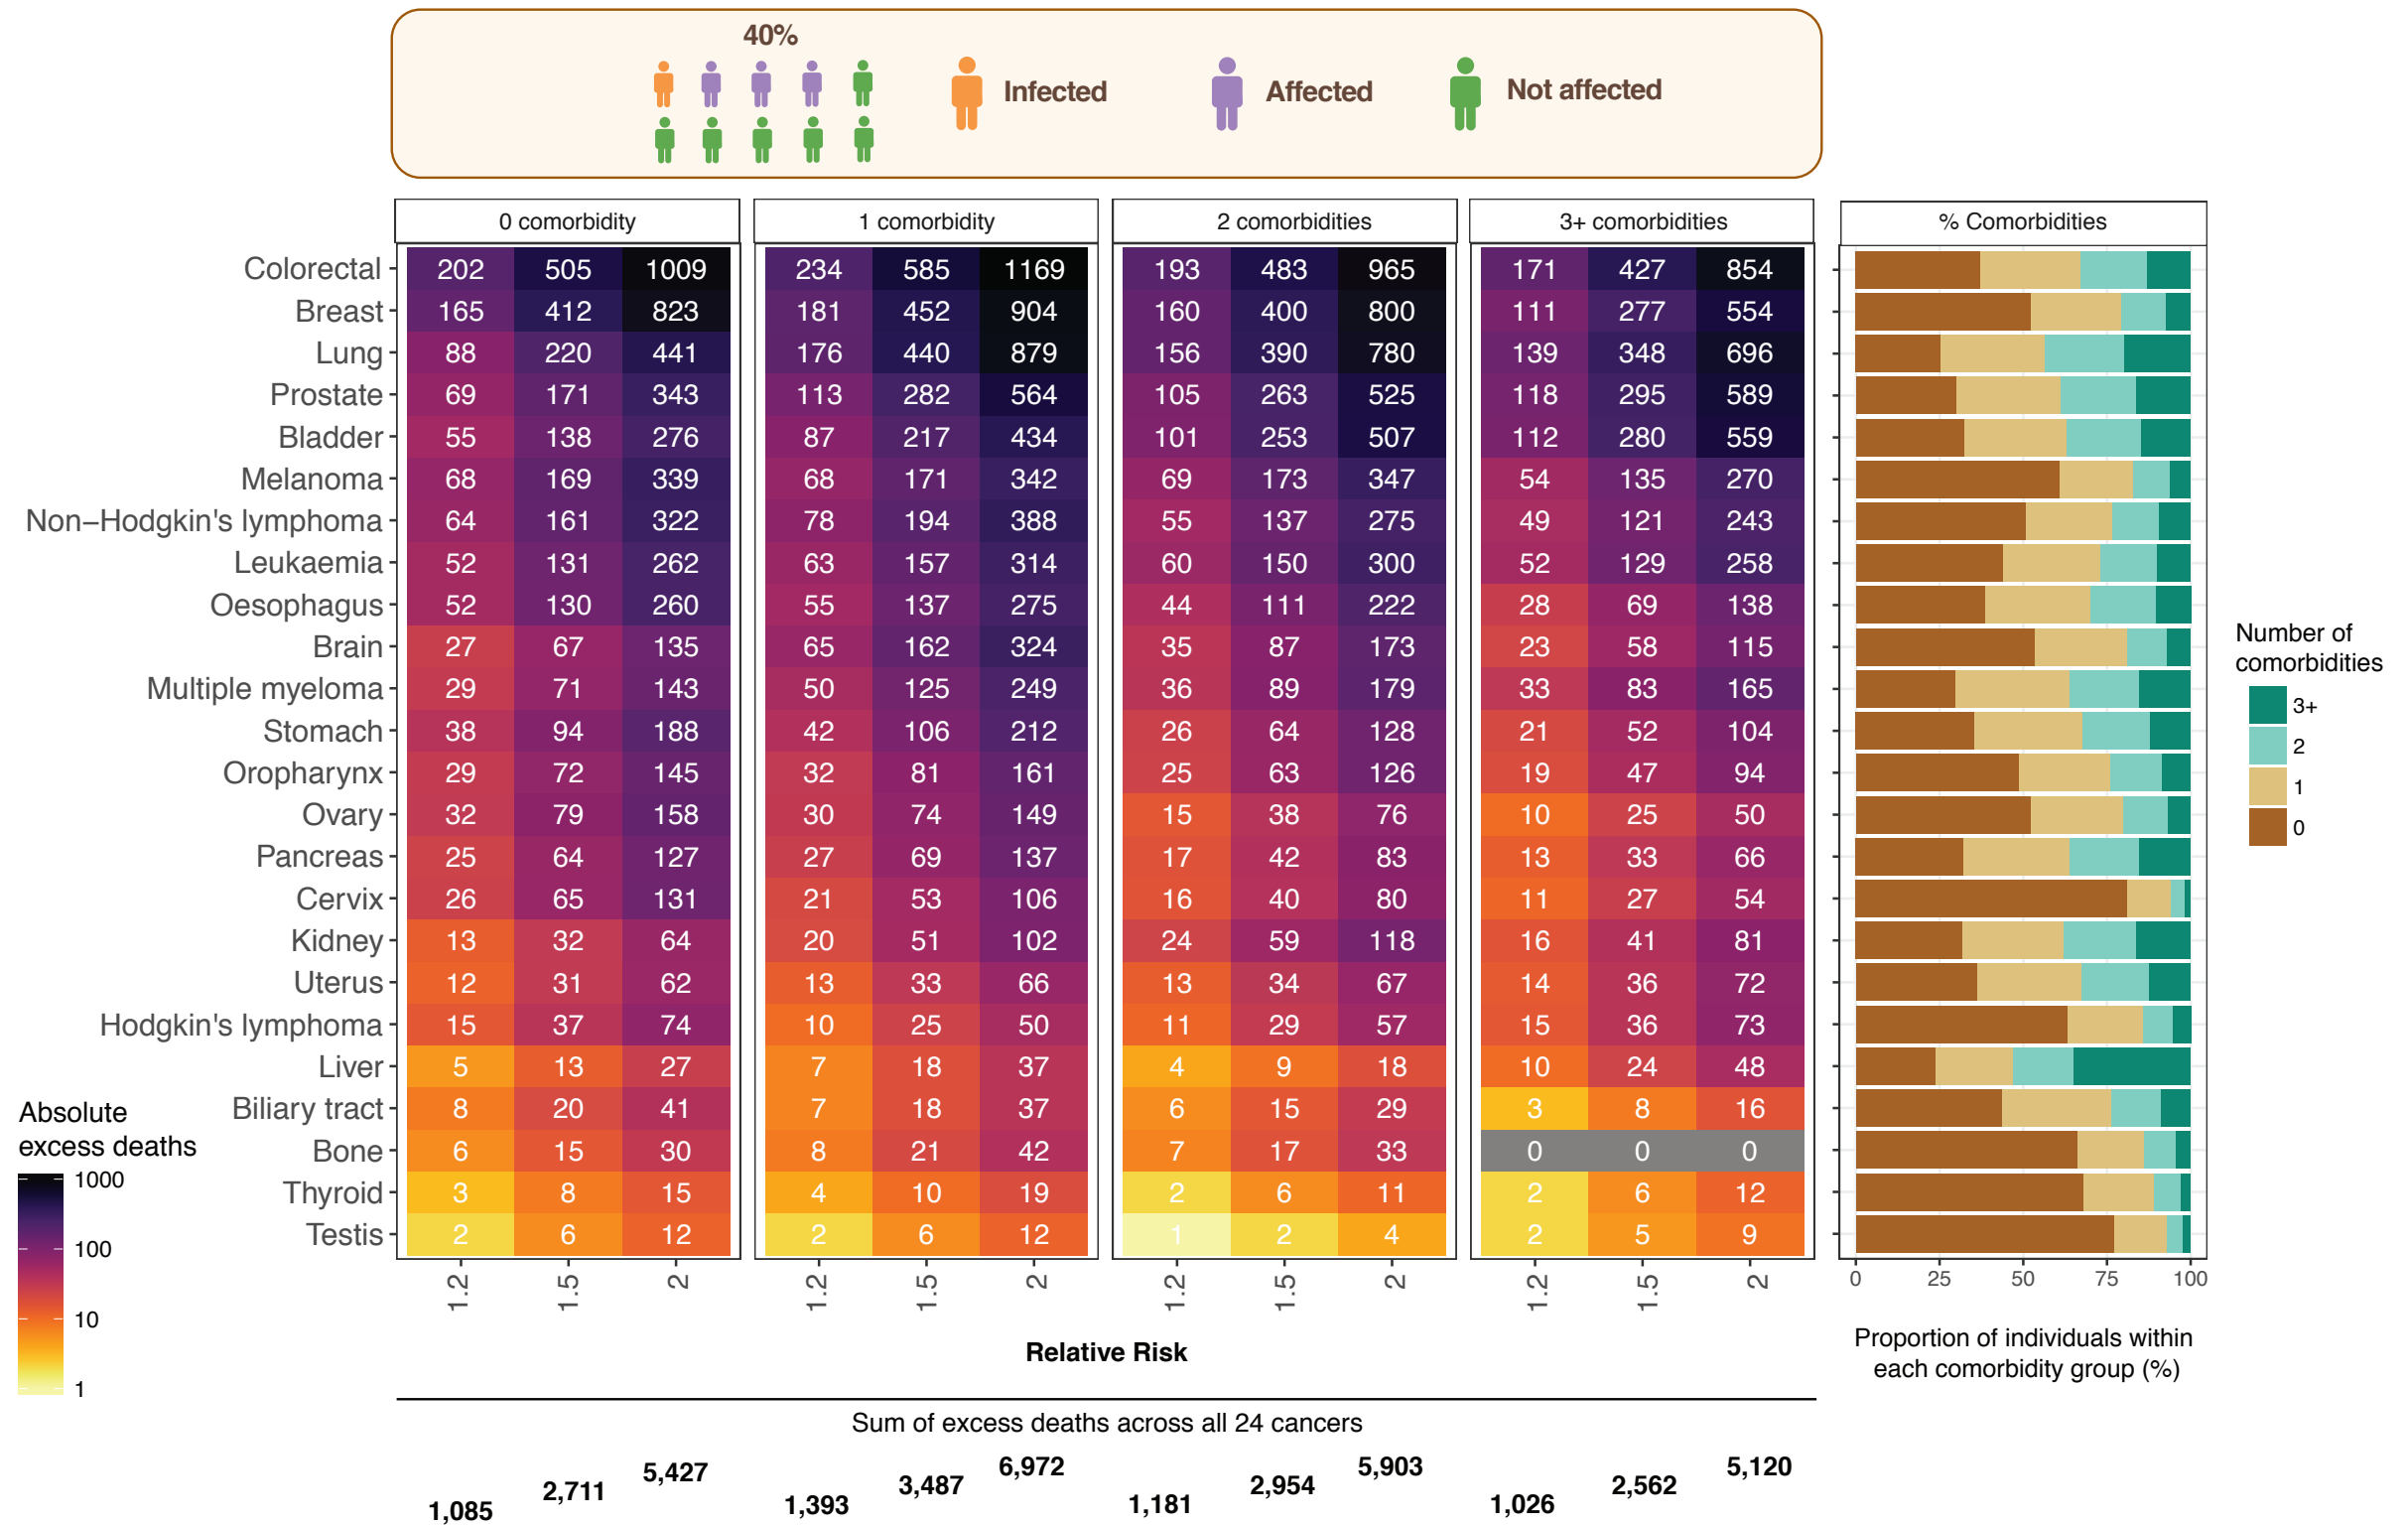 40%
Infected
Affected
Not affected
0 comorbidity 1 comorbidity 2 comorbidities 3+ comorbidities % Comorbidities
Colorectal 202 505 1009 234 585 1169 193 483 965 171 427 854
Breast 165 412 823 181 452 904 160 400 800 111 277 554
Lung 88 220 441 176 440 879 156 390 780 139 348 696
Prostate 69 171 343 113 282 564 105 263 525 118 295 589
Bladder 55 138 276 87 217 434 101 253 507 112 280 559
Melanoma 68 169 339 68 171 342 69 173 347 54 135 270
Non−Hodgkin's lymphoma 64 161 322 78 194 388 55 137 275 49 121 243
Leukaemia 52 131 262 63 157 314 60 150 300 52 129 258
Oesophagus 52 130 260 55 137 275 44 111 222 28 69 138
Brain 27 67 135 65 162 324 35 87 173 23 58 115
Multiple myeloma 29 71 143 50 125 249 36 89 179 33 83 165
Stomach 38 94 188 42 106 212 26 64 128 21 52 104
Oropharynx 29 72 145 32 81 161 25 63 126 19 47 94
Ovary 32 79 158 30 74 149 15 38 76 10 25 50
Pancreas 25 64 127 27 69 137 17 42 83 13 33 66
Cervix 26 65 131 21 53 106 16 40 80 11 27 54
Kidney 13 32 64 20 51 102 24 59 118 16 41 81
Uterus 12 31 62 13 33 66 13 34 67 14 36 72
Hodgkin's lymphoma 15 37 74 10 25 50 11 29 57 15 36 73
Liver 5 13 27 7 18 37 4 9 18 10 24 48
Biliary tract 8 20 41 7 18 37 6 15 29 3 8 16
Bone 6 15 30 8 21 42 7 17 33 0 0 0
Thyroid 3 8 15 4 10 19 2 6 11 2 6 12
Testis 2 6 12 2 6 12 1 2 4 2 5 9
1.2 1.5 2 1.2 1.5 2 1.2 1.5 2 1.2 1.5 2
0 25 50 75 100
Relative Risk
Proportion of individuals within
each comorbidity group (%)
Number of
comorbidities
3+
2
1
0
Absolute
excess deaths
1000
100
10
1
Sum of excess deaths across all 24 cancers
1,085 2,711 5,427 1,393 3,487 6,972 1,181 2,954 5,903 1,026 2,562 5,120